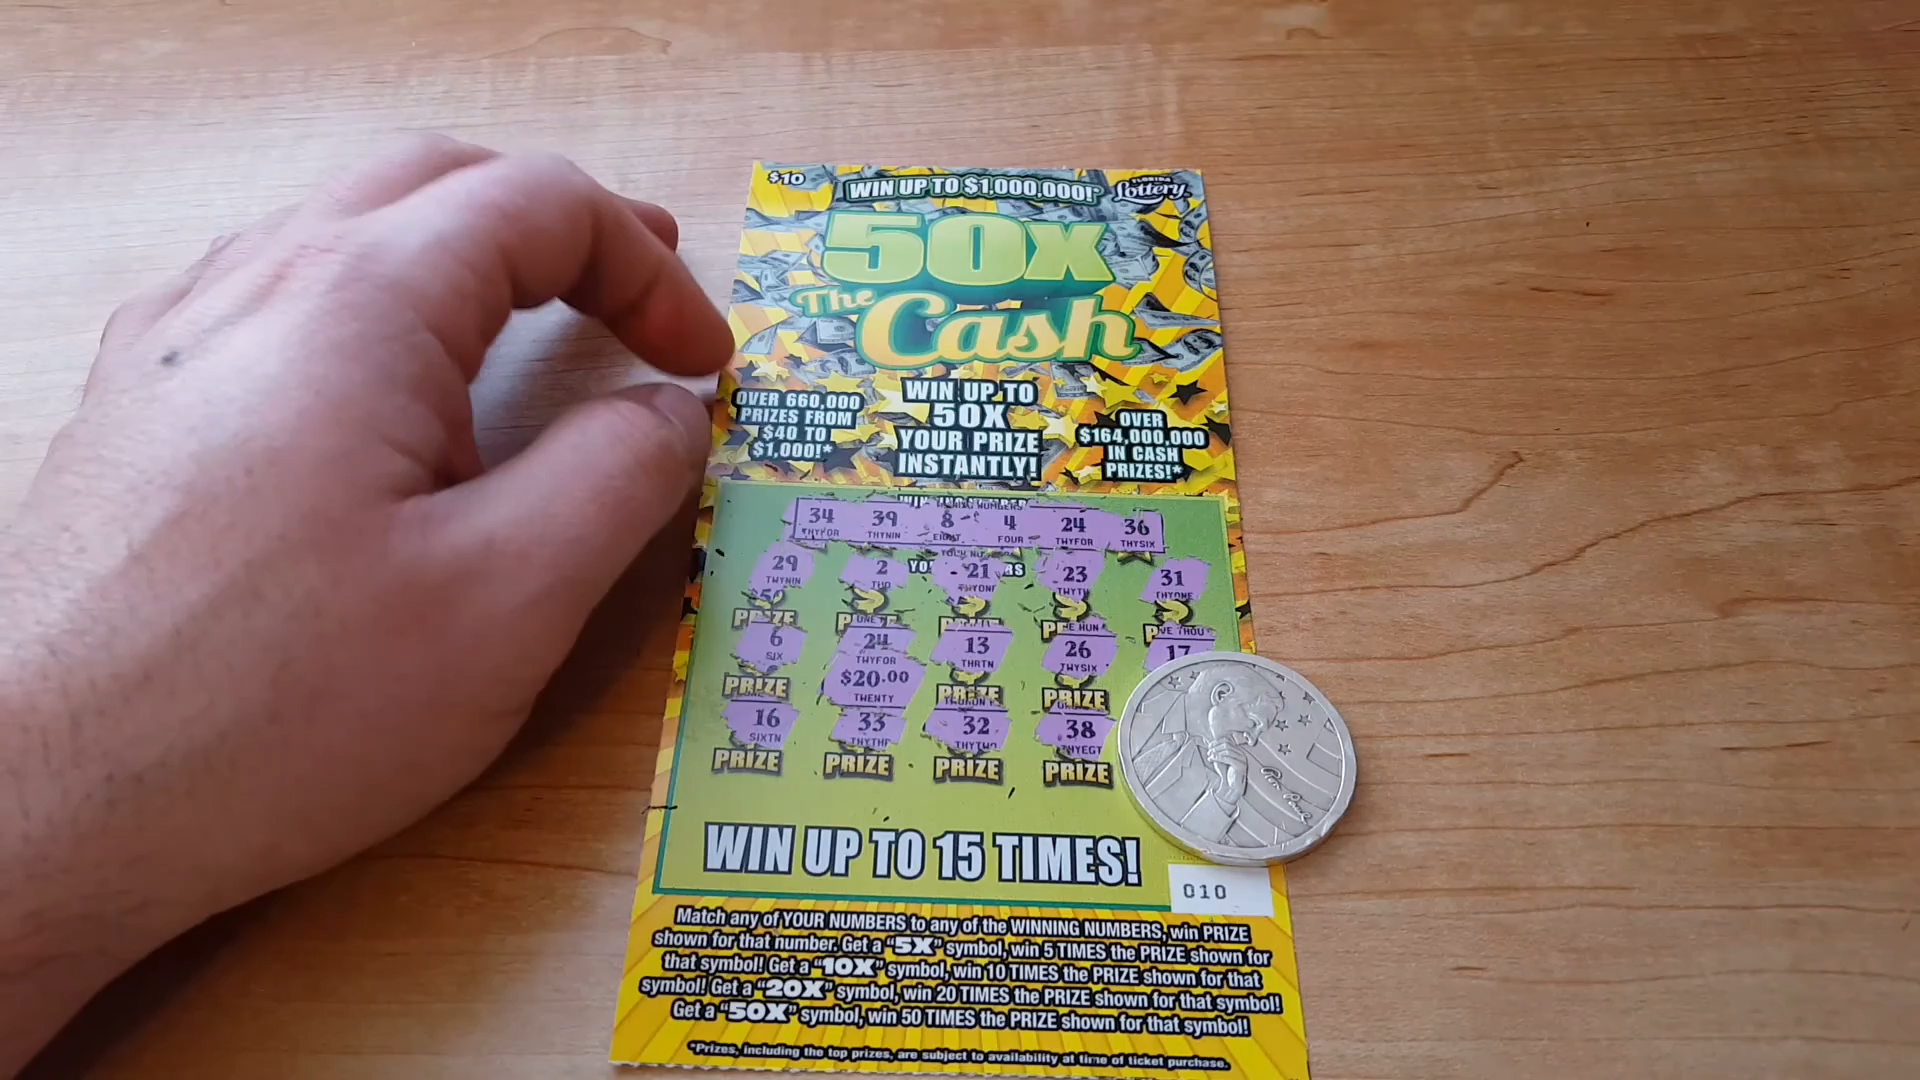 $10
WIN UP TO $1,000,000!*
FLORIDA
Lottery
50X
The Cash
OVER 660,000
PRIZES FROM
$40 TO
$1,000!*
WIN UP TO
50X
YOUR PRIZE
INSTANTLY!
OVER
$164,000,000
IN CASH
PRIZES!*
34 39 8 4 24 36
THYNIN EIGHT FOUR TWYFOR THYSIX
29 2 21 23 31
TWYNIN THYONE
PRIZE
6 24 13 26 17
SIX TWYFOR THRTN TWYSIX
$20.00
TWENTY
PRIZE PRIZE PRIZE
16 33 32 38
SIXTN
PRIZE PRIZE PRIZE PRIZE
WIN UP TO 15 TIMES!
010
Match any of YOUR NUMBERS to any of the WINNING NUMBERS, win PRIZE
shown for that number. Get a "5X" symbol, win 5 TIMES the PRIZE shown for
that symbol! Get a "10X" symbol, win 10 TIMES the PRIZE shown for that
symbol! Get a "20X" symbol, win 20 TIMES the PRIZE shown for that symbol!
Get a "50X" symbol, win 50 TIMES the PRIZE shown for that symbol!
*Prizes, including the top prizes, are subject to availability at time of ticket purchase.